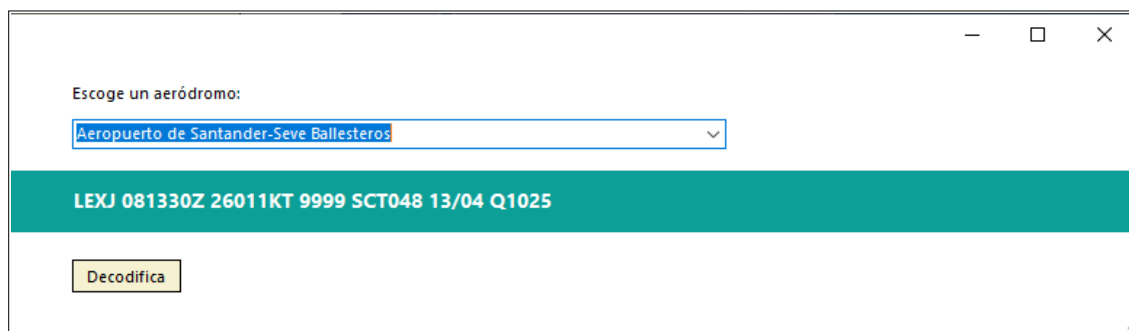 Escoge un aeródromo:
Aeropuerto de Santander-Seve Ballesteros
LEXJ 081330Z 26011KT 9999 SCT048 13/04 Q1025
Decodifica